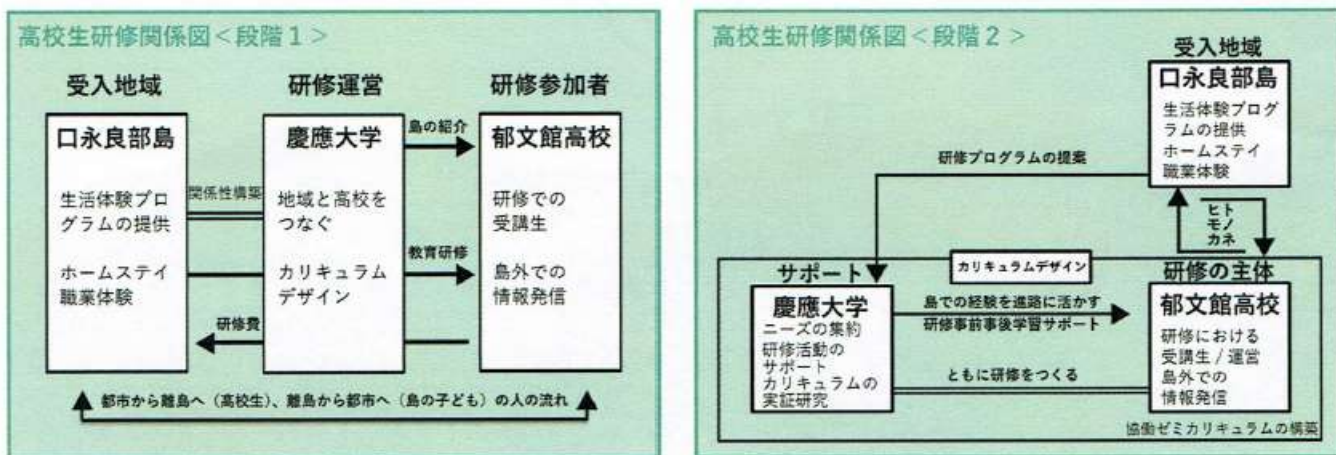 高校生研修関係図＜段階１＞
受入地域
研修運営
研修参加者
口永良部島
生活体験プロ
グラムの提供
ホームステイ
職業体験
関係性構築
慶應大学
地域と高校を
つなぐ
カリキュラム
デザイン
島の紹介
教育研修
研修費
郁文館高校
研修での
受講生
島外での
情報発信
都市から離島へ（高校生）、離島から都市へ（島の子ども）の人の流れ
高校生研修関係図＜段階２＞
受入地域
口永良部島
生活体験プログ
ラムの提供
ホームステイ
職業体験
研修プログラムの提案
ヒト
モノ
カネ
サポート
カリキュラムデザイン
研修の主体
慶應大学
ニーズの集約
研修活動の
サポート
カリキュラムの
実証研究
島での経験を進路に活かす
研修事前事後学習サポート
ともに研修をつくる
郁文館高校
研修における
受講生/運営
島外での
情報発信
協働ゼミカリキュラムの構築